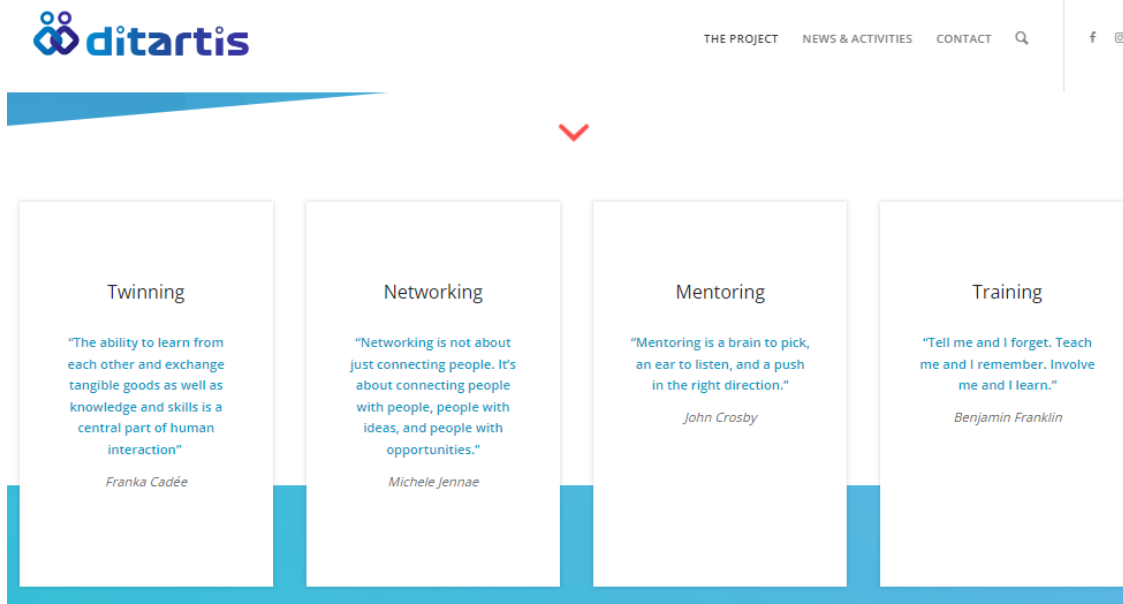 ditartis
THE PROJECT NEWS & ACTIVITIES CONTACT
Twinning
“The ability to learn from
each other and exchange
tangible goods as well as
knowledge and skills is a
central part of human
interaction”
Franka Cadée
Networking
“Networking is not about
just connecting people. It’s
about connecting people
with people, people with
ideas, and people with
opportunities.”
Michele Jennae
Mentoring
“Mentoring is a brain to pick,
an ear to listen, and a push
in the right direction.”
John Crosby
Training
“Tell me and I forget. Teach
me and I remember. Involve
me and I learn.”
Benjamin Franklin